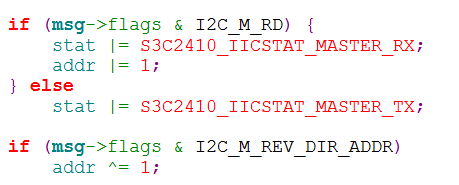 if (msg->flags & I2C_M_RD) {
    stat |= S3C2410_IICSTAT_MASTER_RX;
    addr |= 1;
} else
    stat |= S3C2410_IICSTAT_MASTER_TX;

if (msg->flags & I2C_M_REV_DIR_ADDR)
    addr ^= 1;